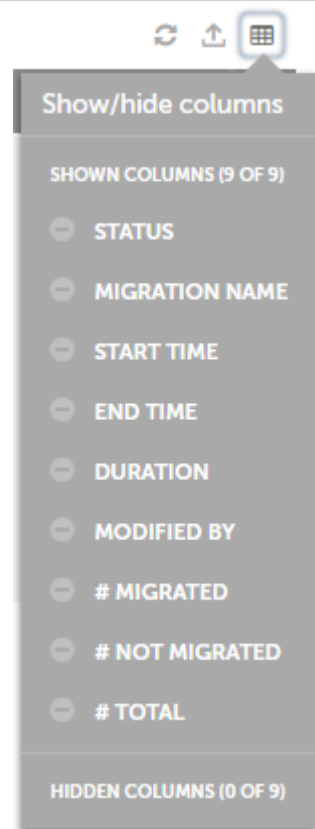 Show/hide columns
SHOWN COLUMNS (9 OF 9)
STATUS
MIGRATION NAME
START TIME
END TIME
DURATION
MODIFIED BY
# MIGRATED
# NOT MIGRATED
# TOTAL
HIDDEN COLUMNS (0 OF 9)